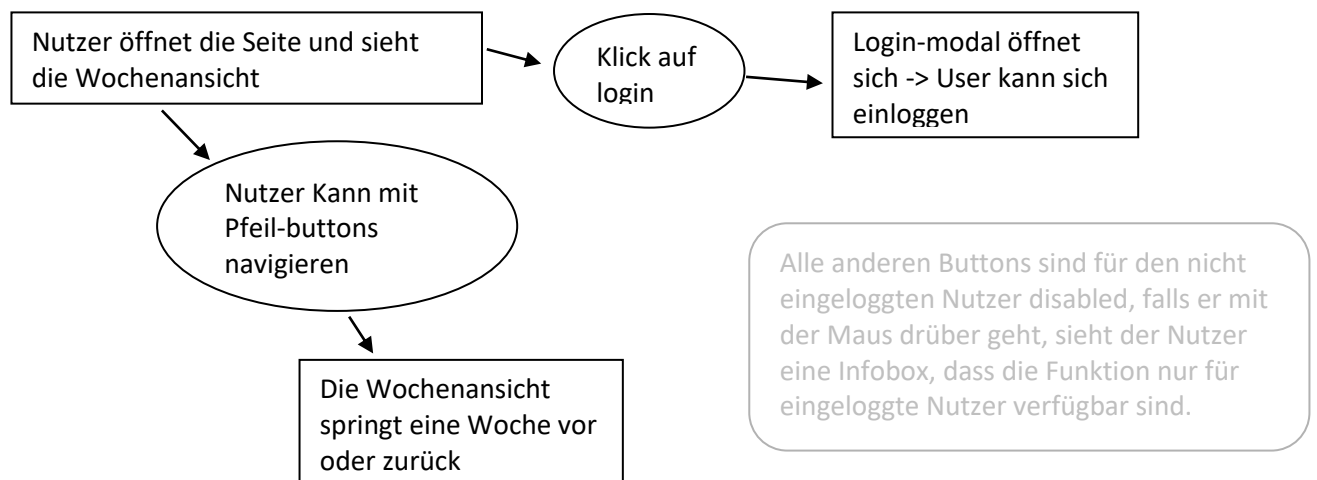 Nutzer öffnet die Seite und sieht
die Wochenansicht
Klick auf
login
Login-modal öffnet
sich -> User kann sich
einloggen
Nutzer Kann mit
Pfeil-buttons
navigieren
Alle anderen Buttons sind für den nicht
eingeloggten Nutzer disabled, falls er mit
der Maus drüber geht, sieht der Nutzer
eine Infobox, dass die Funktion nur für
eingeloggte Nutzer verfügbar sind.
Die Wochenansicht
springt eine Woche vor
oder zurück